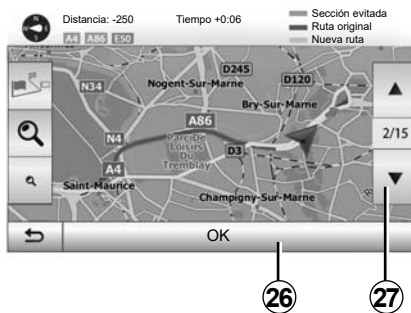 Distancia: -250 Tiempo +0:06
A4 A86 E50
Sección evitada
Ruta original
Nueva ruta
D245
D120
N34
Nogent-Sur-Marne
Bry-Sur-Marne
A86
2/15
N4
Parc De
Loisirs
Du
Tremblay
D3
A4
Saint-Maurice
Champigny-Sur-Marne
OK
26
27